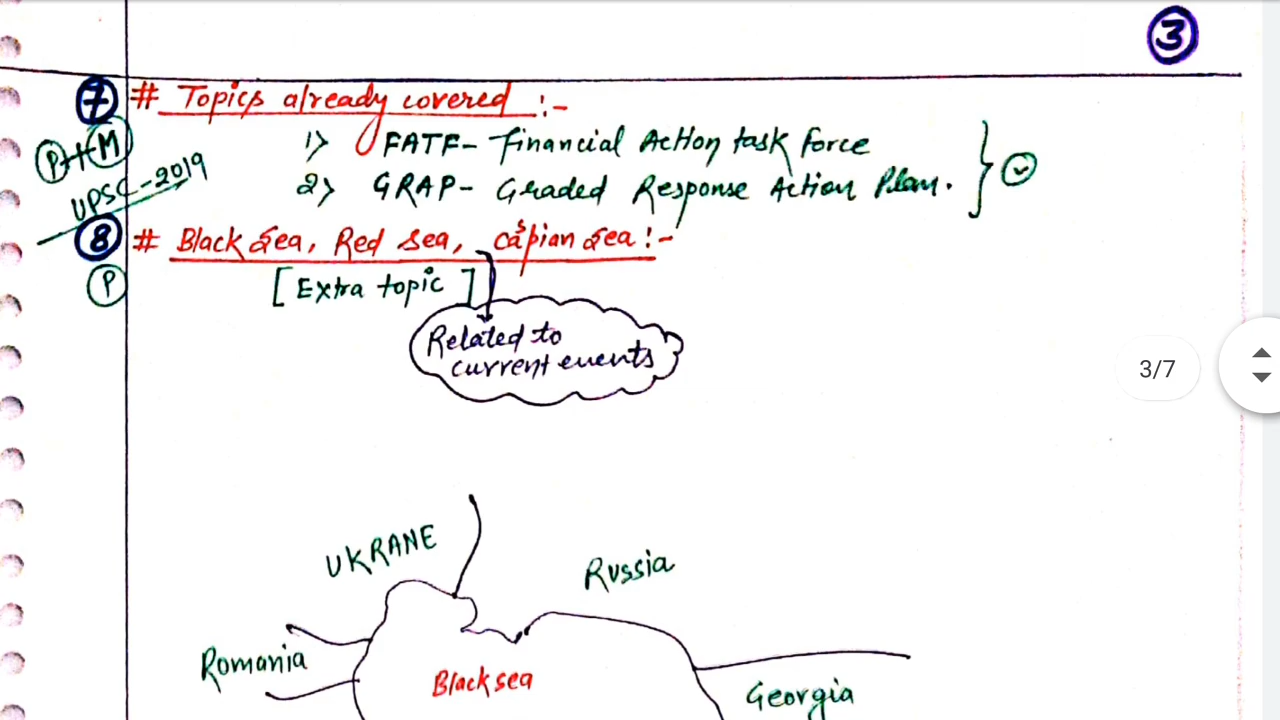 3
7 # Topics already covered :-
P++M
1> FATF- Financial Action task Force
UPSC-2019
2> GRAP- Graded Response Action Plan.
8 # Black Sea, Red Sea, Caspian Sea :-
P
[Extra topic]
Related to
current events
3/7
UKRANE
Russia
Romania
Black sea
Georgia